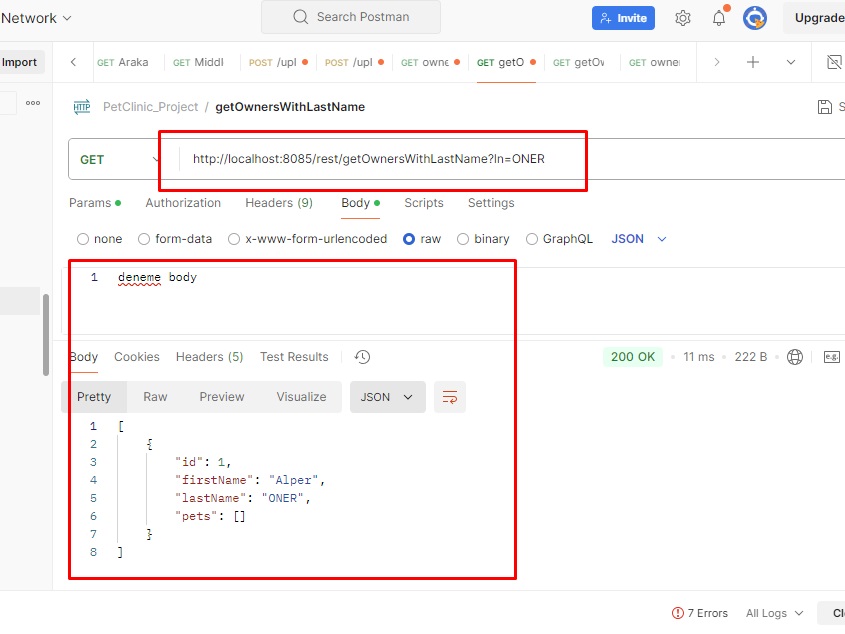 Network
Search Postman
Invite
Upgrade
Import
GET Araka
GET Middl
POST /upl
POST /upl
GET owne
GET getO
GET getOv
GET owne
HTTP PetClinic_Project / getOwnersWithLastName
S
GET http://localhost:8085/rest/getOwnersWithLastName?ln=ONER
Params Authorization Headers (9) Body Scripts Settings
none form-data x-www-form-urlencoded raw binary GraphQL JSON
1 deneme body
Body Cookies Headers (5) Test Results 200 OK 11 ms 222 B e.g.
Pretty Raw Preview Visualize JSON
1 [
2 {
3 "id": 1,
4 "firstName": "Alper",
5 "lastName": "ONER",
6 "pets": []
7 }
8 ]
7 Errors All Logs Cl